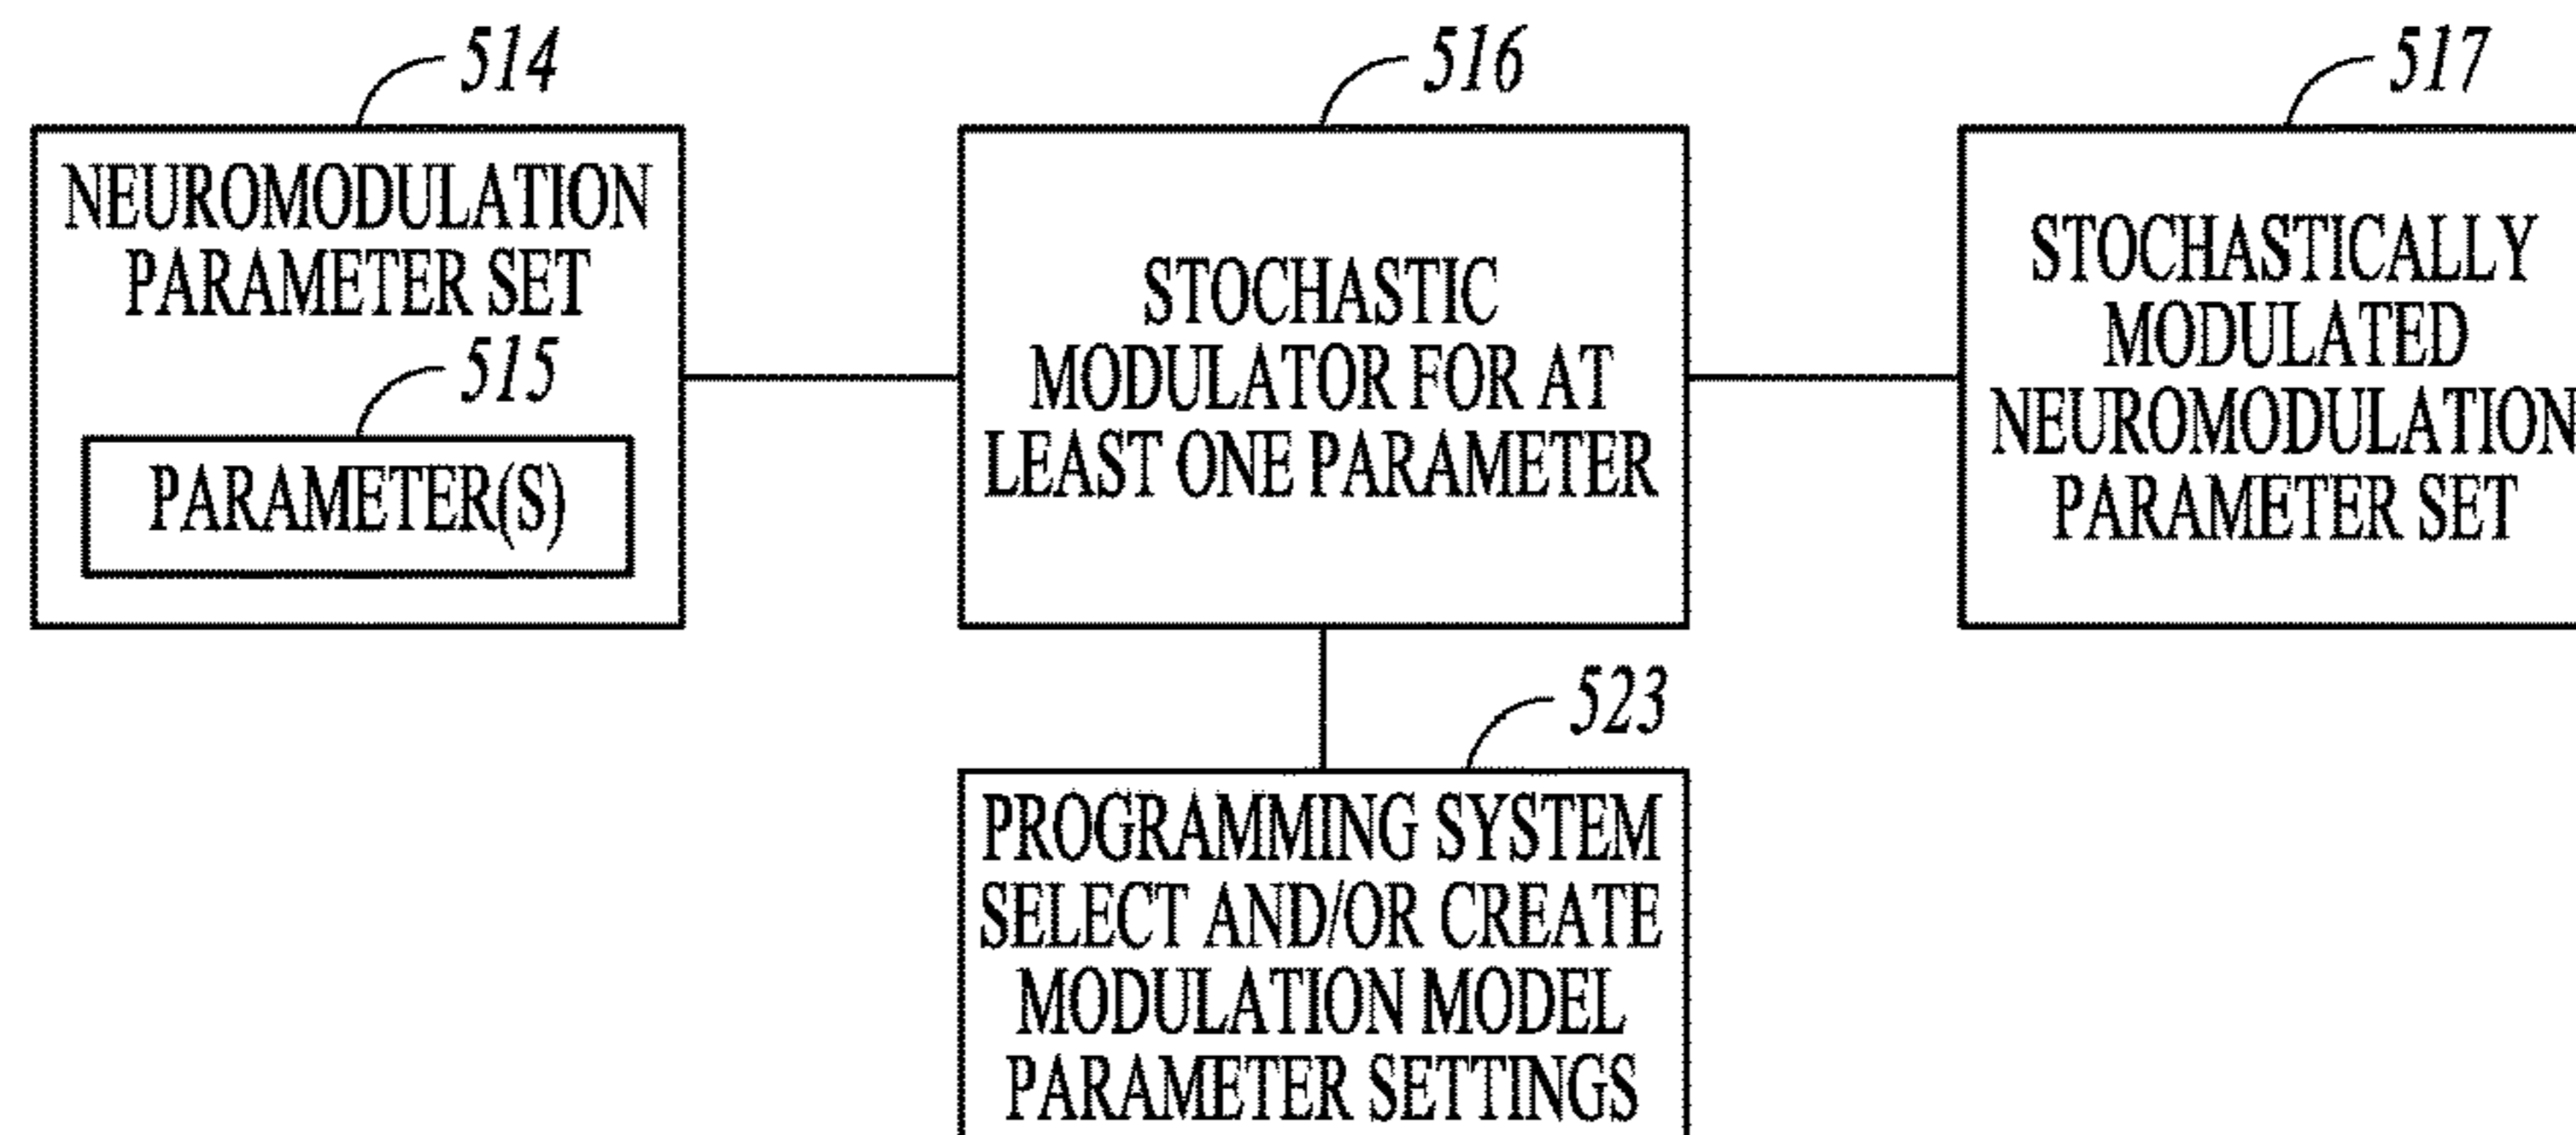 514
NEUROMODULATION
PARAMETER SET
515
PARAMETER(S)
516
STOCHASTIC
MODULATOR FOR AT
LEAST ONE PARAMETER
517
STOCHASTICALLY
MODULATED
NEUROMODULATION
PARAMETER SET
523
PROGRAMMING SYSTEM
SELECT AND/OR CREATE
MODULATION MODEL
PARAMETER SETTINGS